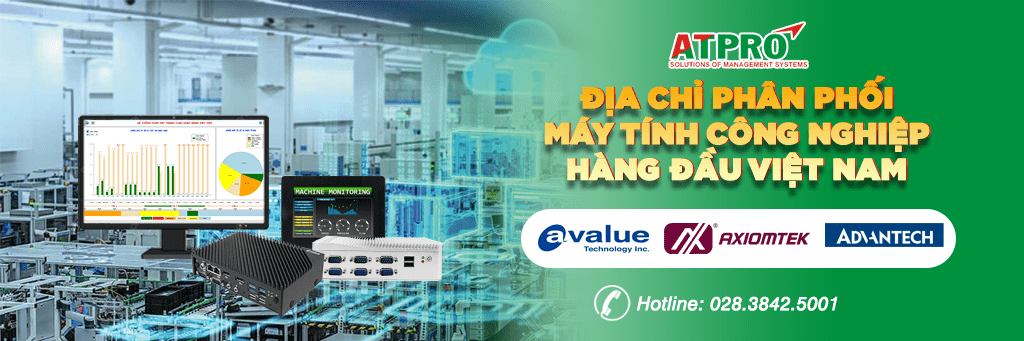 ATPRO
SOLUTIONS OF MANAGEMENT SYSTEMS
ĐỊA CHỈ PHÂN PHỐI
MÁY TÍNH CÔNG NGHIỆP
HÀNG ĐẦU VIỆT NAM
MACHINE MONITORING
avalue
Technology Inc.
AXIOMTEK
ADVANTECH
Hotline: 028.3842.5001